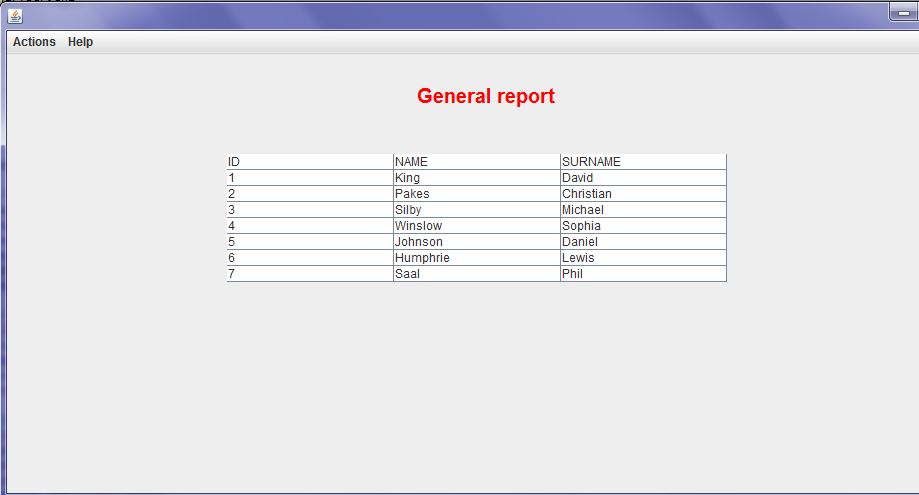 Actions Help
General report
ID NAME SURNAME
1 King David
2 Pakes Christian
3 Silby Michael
4 Winslow Sophia
5 Johnson Daniel
6 Humphrie Lewis
7 Saal Phil